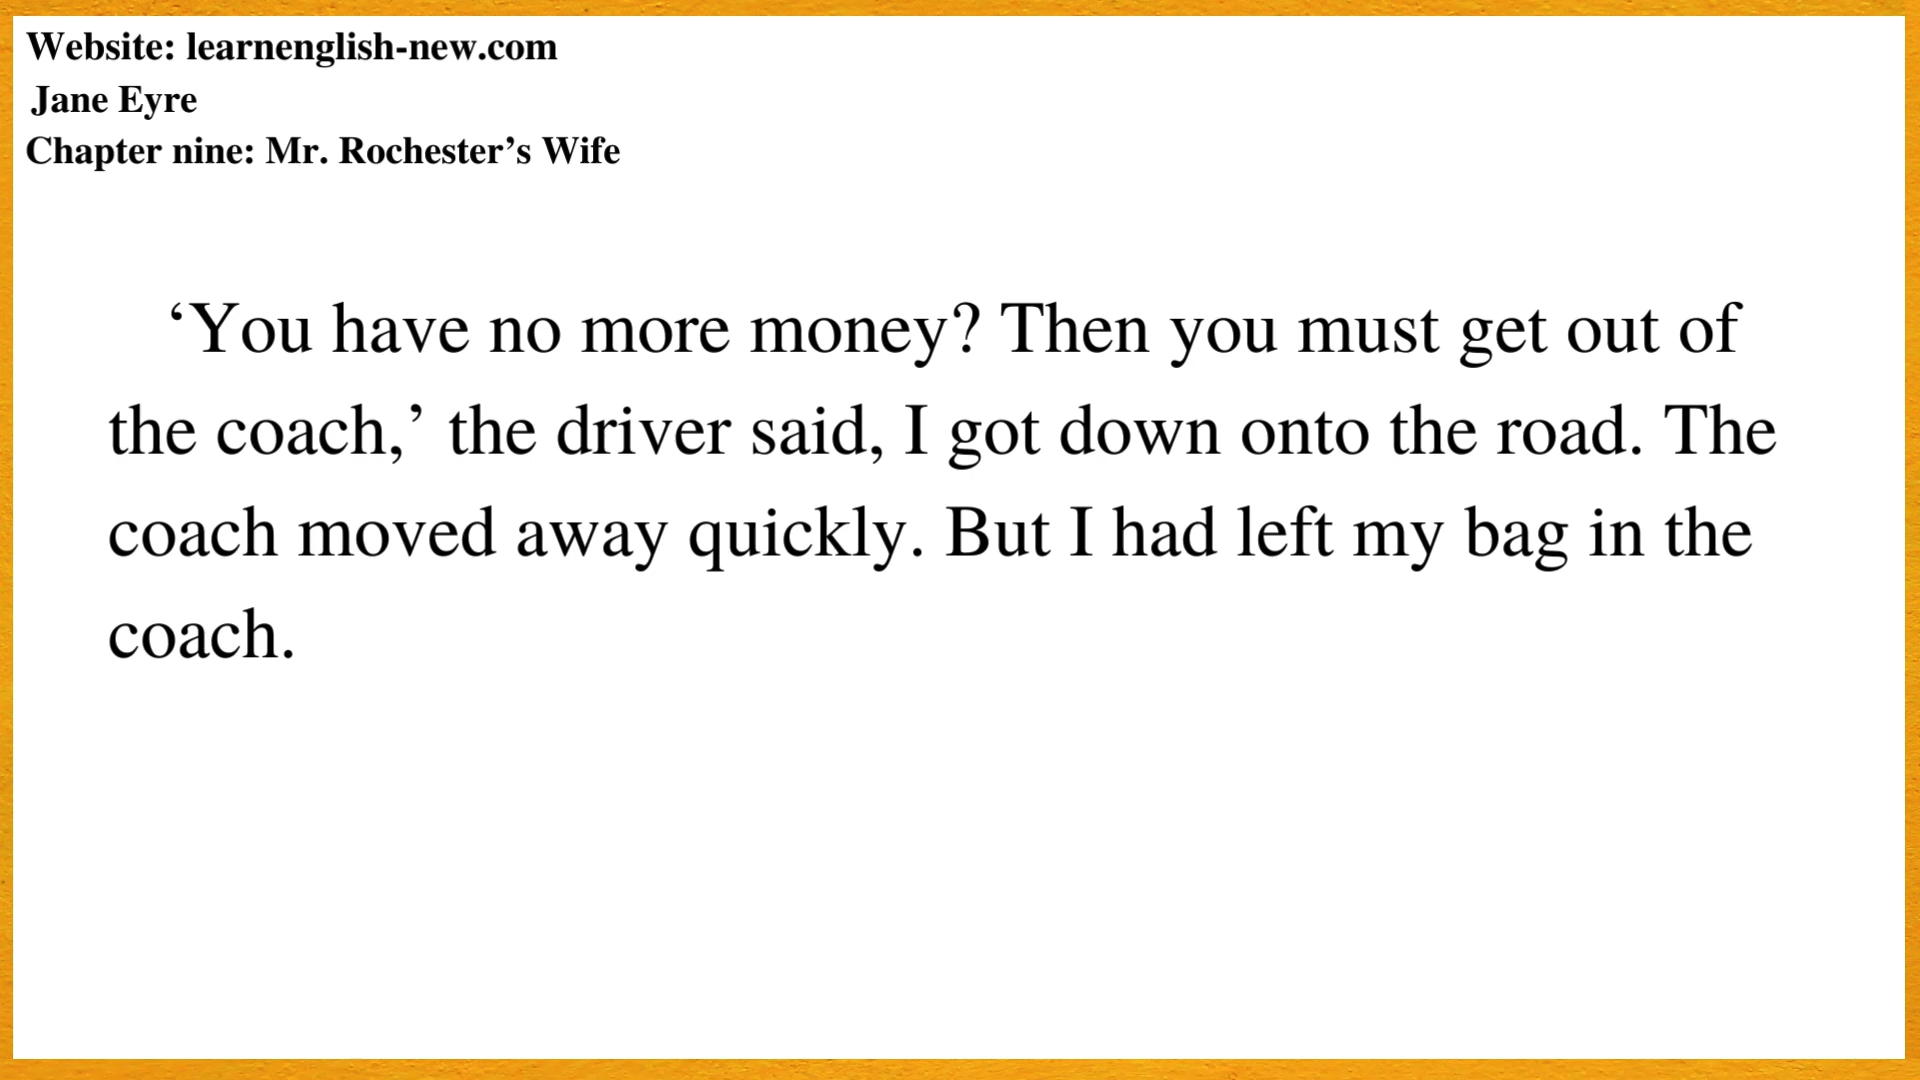 Website: learnenglish-new.com
Jane Eyre
Chapter nine: Mr. Rochester’s Wife
‘You have no more money? Then you must get out of
the coach,’ the driver said, I got down onto the road. The
coach moved away quickly. But I had left my bag in the
coach.